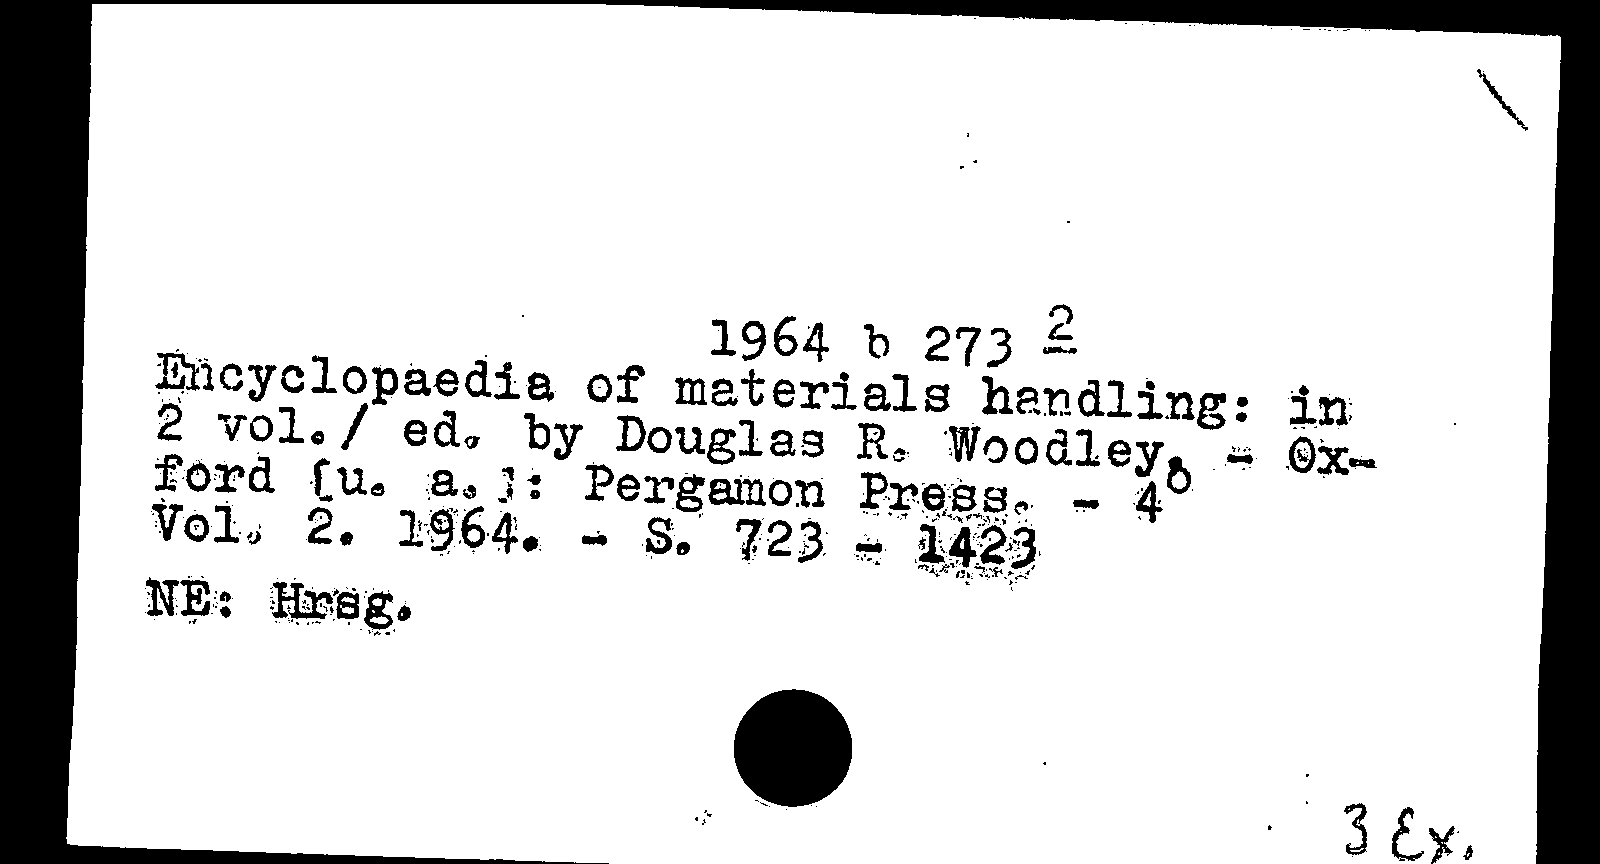 1964 b 273 2
Encyclopaedia of materials handling: in
2 vol./ ed. by Douglas R. Woodley. - Ox-
ford [u. a.]: Pergamon Press. - 4°
Vol. 2. 1964. - S. 723 - 1423
NE: Hrsg.
3 Ex.